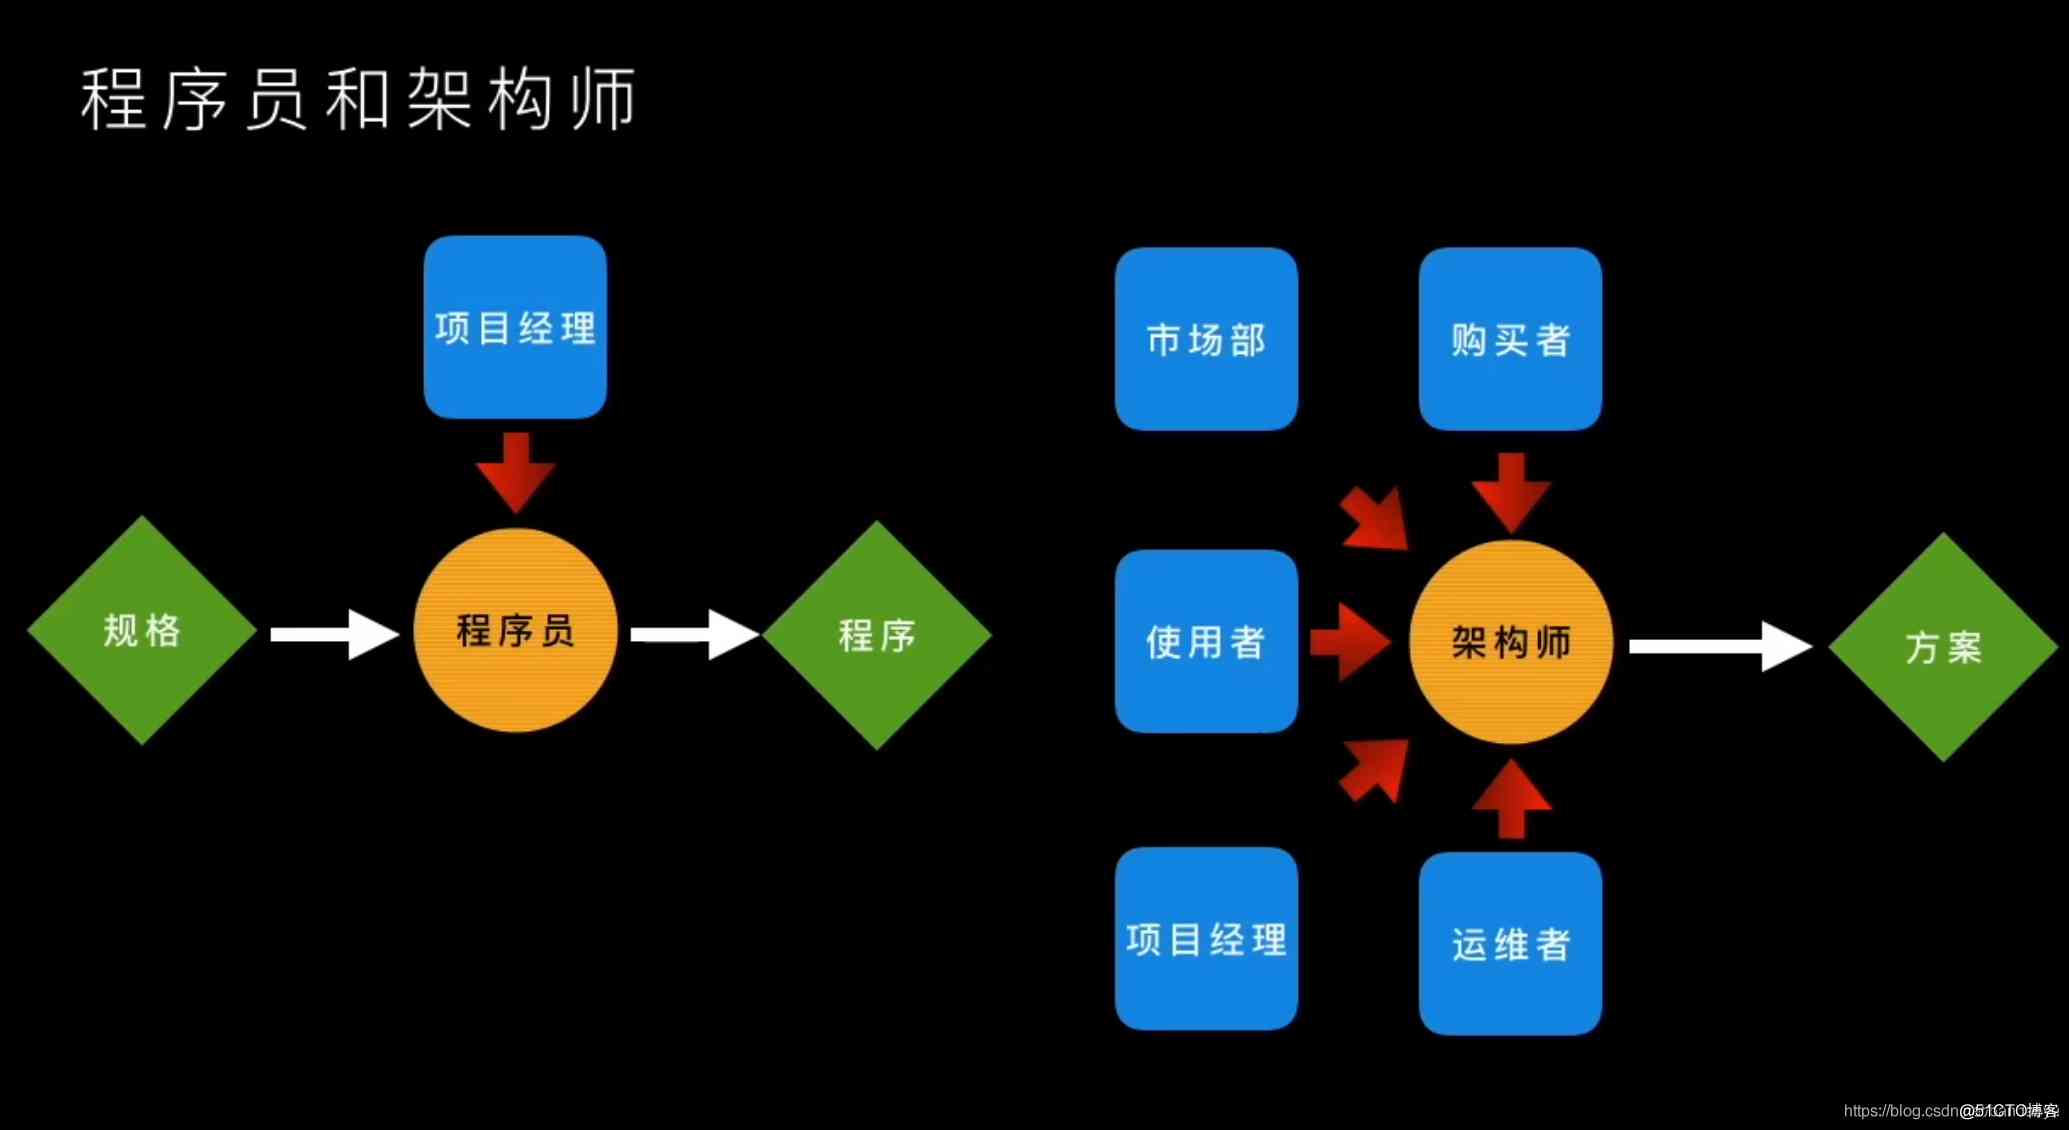 程序员和架构师
项目经理
规格
程序员
程序
市场部
购买者
使用者
架构师
方案
项目经理
运维者
https://blog.csdn
@51CTO博客